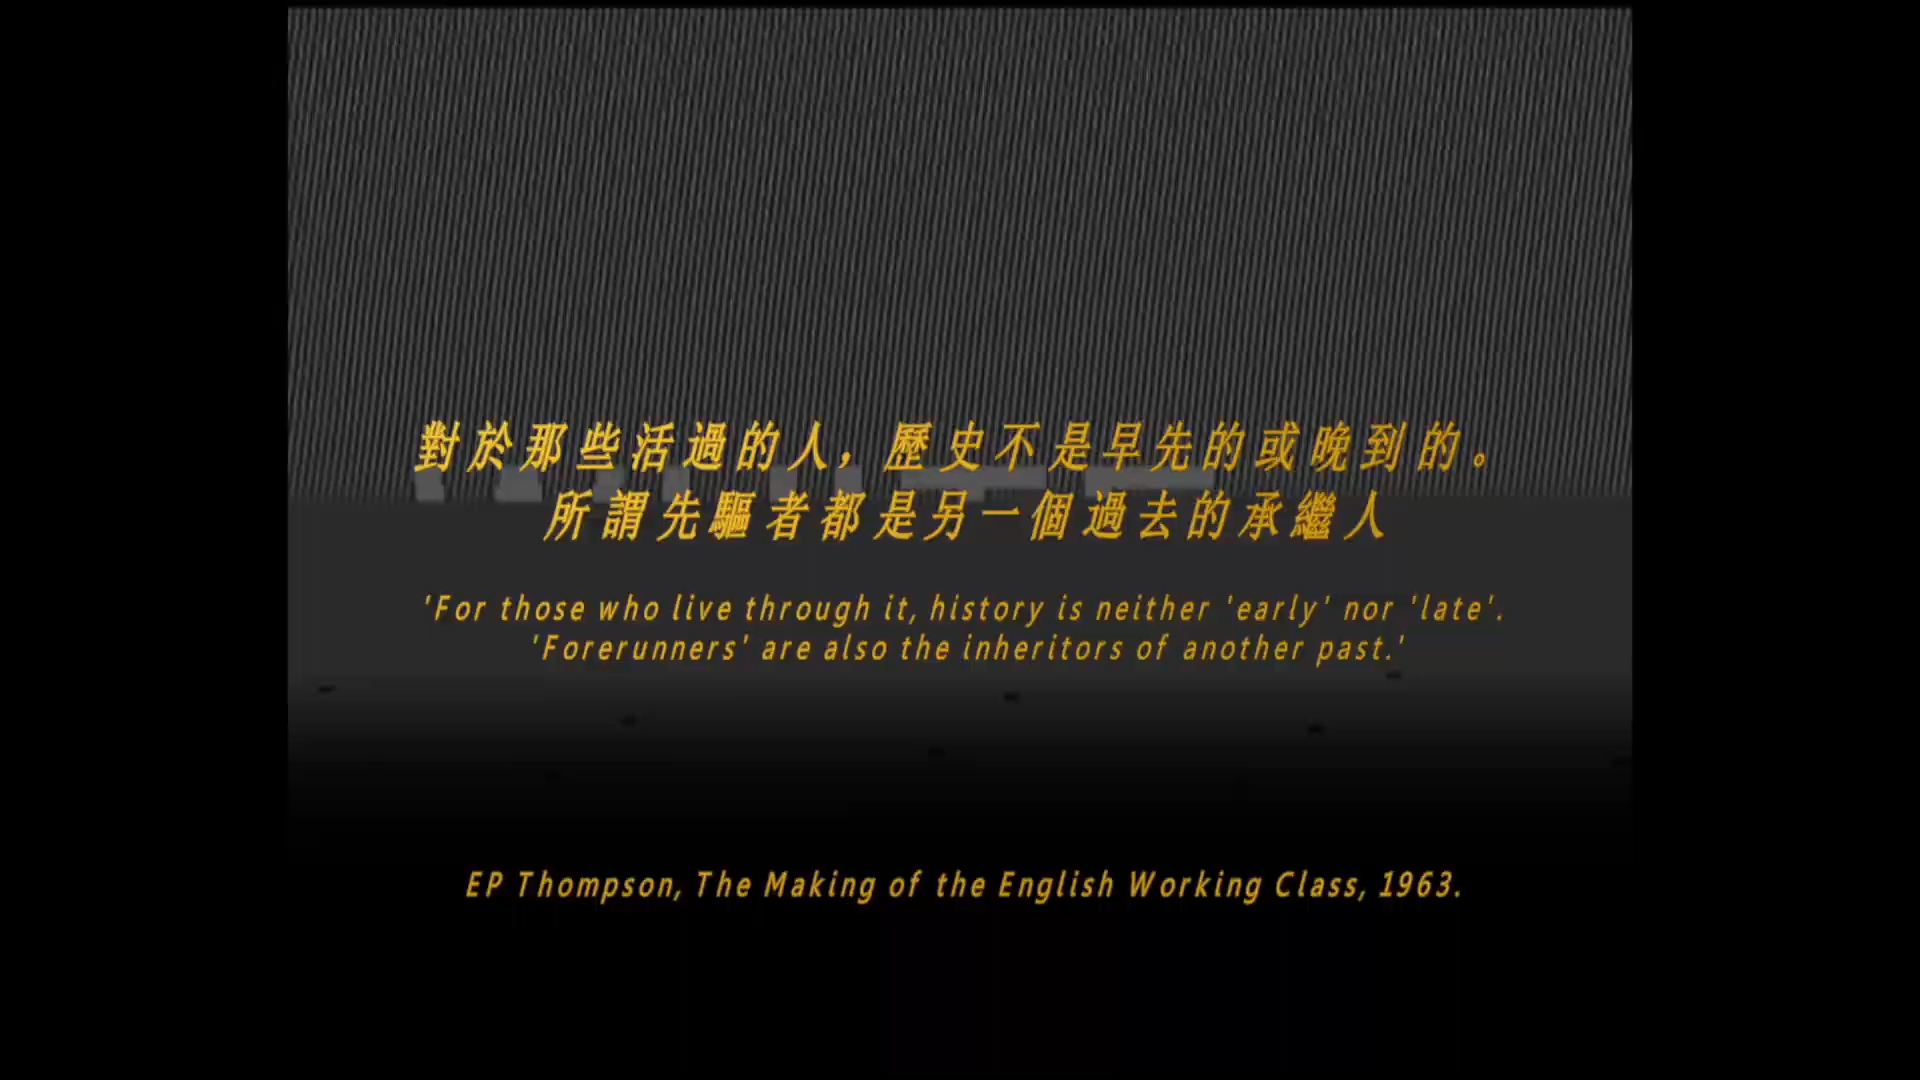 對於那些活過的人，歷史不是早先的或晚到的。
所謂先驅者都是另一個過去的承繼人
'For those who live through it, history is neither 'early' nor 'late'.
'Forerunners' are also the inheritors of another past.'
EP Thompson, The Making of the English Working Class, 1963.